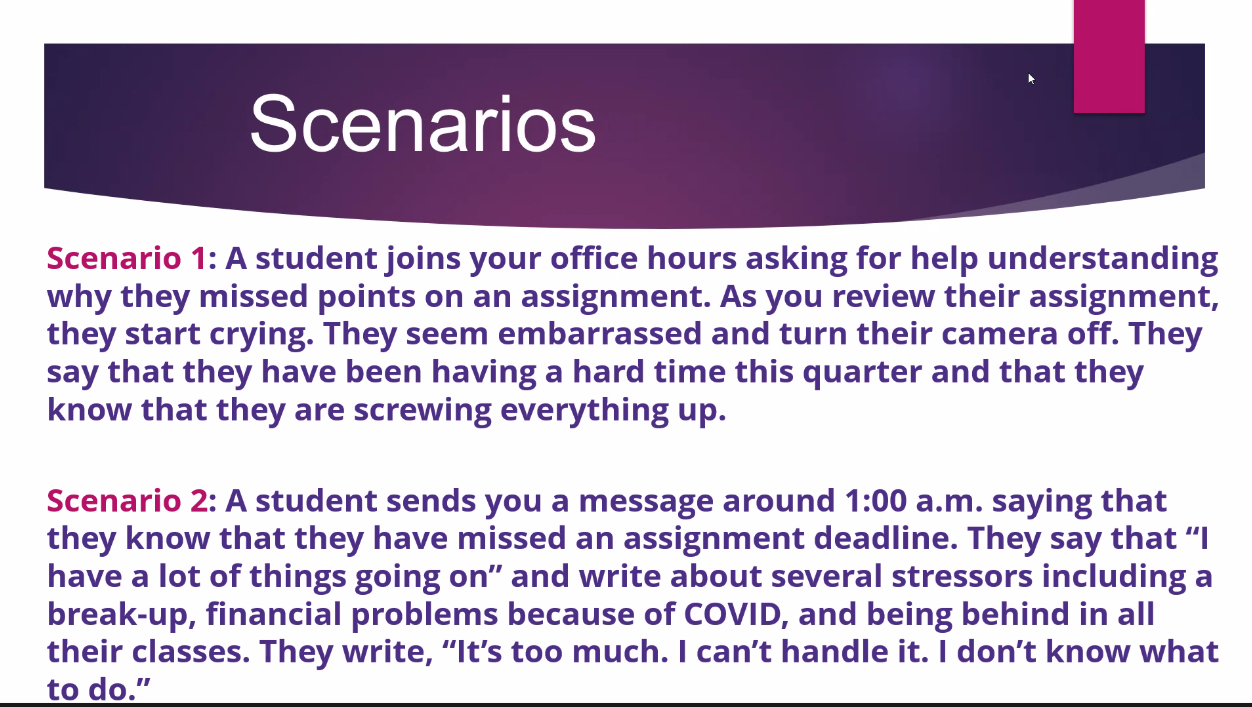 Scenarios
Scenario 1: A student joins your office hours asking for help understanding
why they missed points on an assignment. As you review their assignment,
they start crying. They seem embarrassed and turn their camera off. They
say that they have been having a hard time this quarter and that they
know that they are screwing everything up.
Scenario 2: A student sends you a message around 1:00 a.m. saying that
they know that they have missed an assignment deadline. They say that “I
have a lot of things going on” and write about several stressors including a
break-up, financial problems because of COVID, and being behind in all
their classes. They write, “It’s too much. I can’t handle it. I don’t know what
to do.”